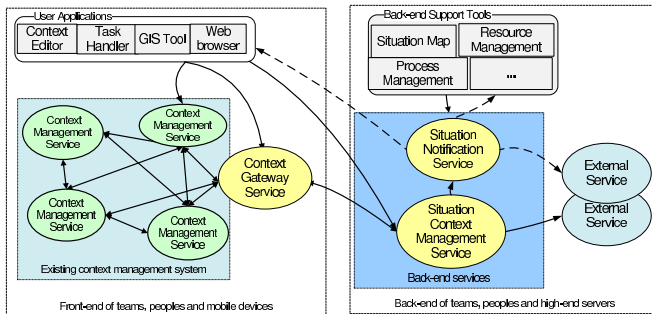 User Applications
Context
Editor
Task
Handler
GIS Tool
Web
browser
Context
Management
Service
Context
Management
Service
Context
Management
Service
Context
Management
Service
Existing context management system
Context
Gateway
Service
Front-end of teams, peoples and mobile devices
Back-end Support Tools
Situation Map
Resource
Management
Process
Management
...
Situation
Notification
Service
Situation
Context
Management
Service
Back-end services
External
Service
External
Service
Back-end of teams, peoples and high-end servers